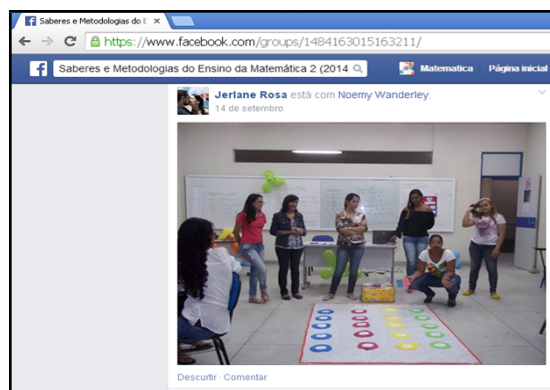 Saberes e Metodologias do E
https://www.facebook.com/groups/1484163015163211/
Saberes e Metodologias do Ensino da Matemática 2 (2014
Matematica
Página inicial
Jeriane Rosa está com Noemy Wanderley.
14 de setembro
Descurtir · Comentar